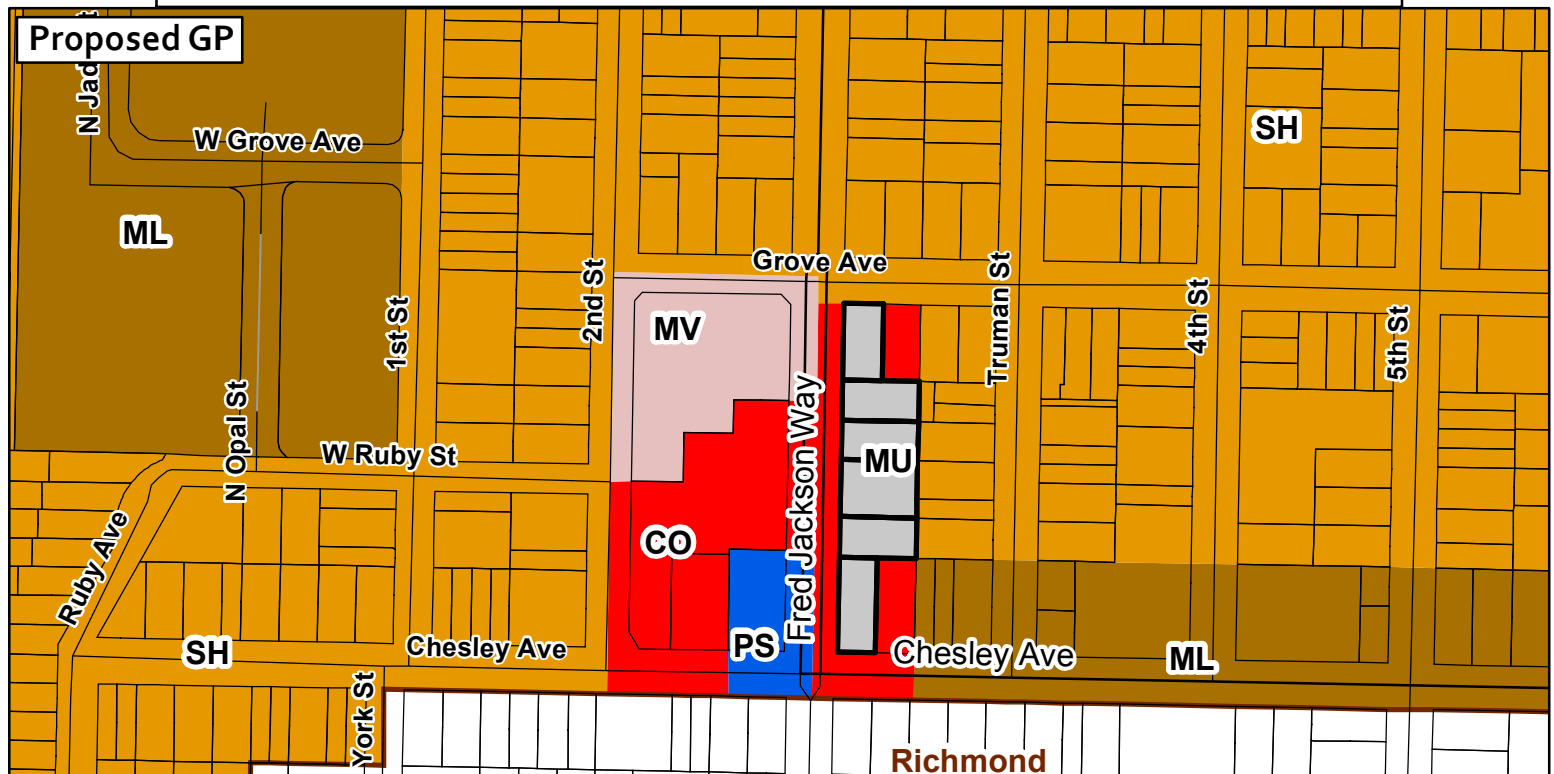 Proposed GP
N Jad
W Grove Ave
SH
ML
Grove Ave
2nd St
1st St
MV
Truman St
4th St
5th St
N Opal St
W Ruby St
Fred Jackson Way
MU
CO
Ruby Ave
PS
SH
Chesley Ave
Chesley Ave
ML
York St
Richmond